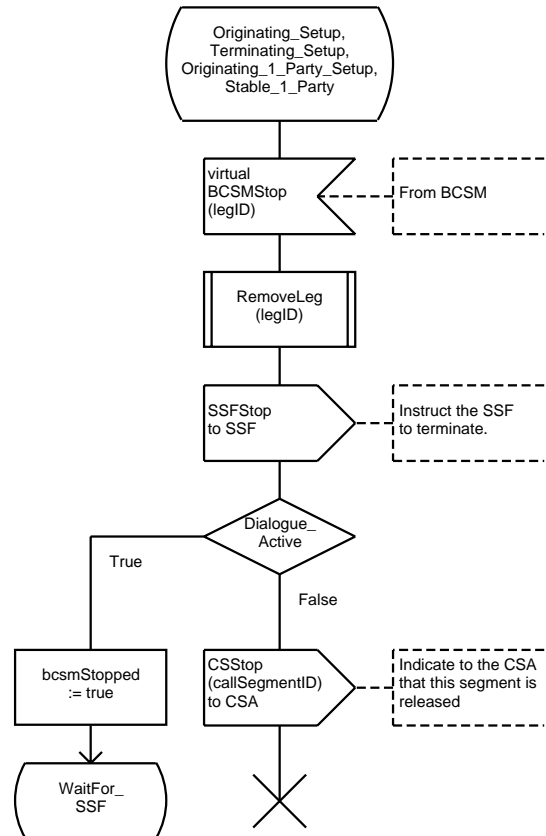 Originating_Setup,
Terminating_Setup,
Originating_1_Party_Setup,
Stable_1_Party
virtual
BCSMStop
(legID)
From BCSM
RemoveLeg
(legID)
SSFStop
to SSF
Instruct the SSF
to terminate.
Dialogue_
Active
True
False
bcsmStopped
:= true
CSStop
(callSegmentID)
to CSA
Indicate to the CSA
that this segment is
released
WaitFor_
SSF